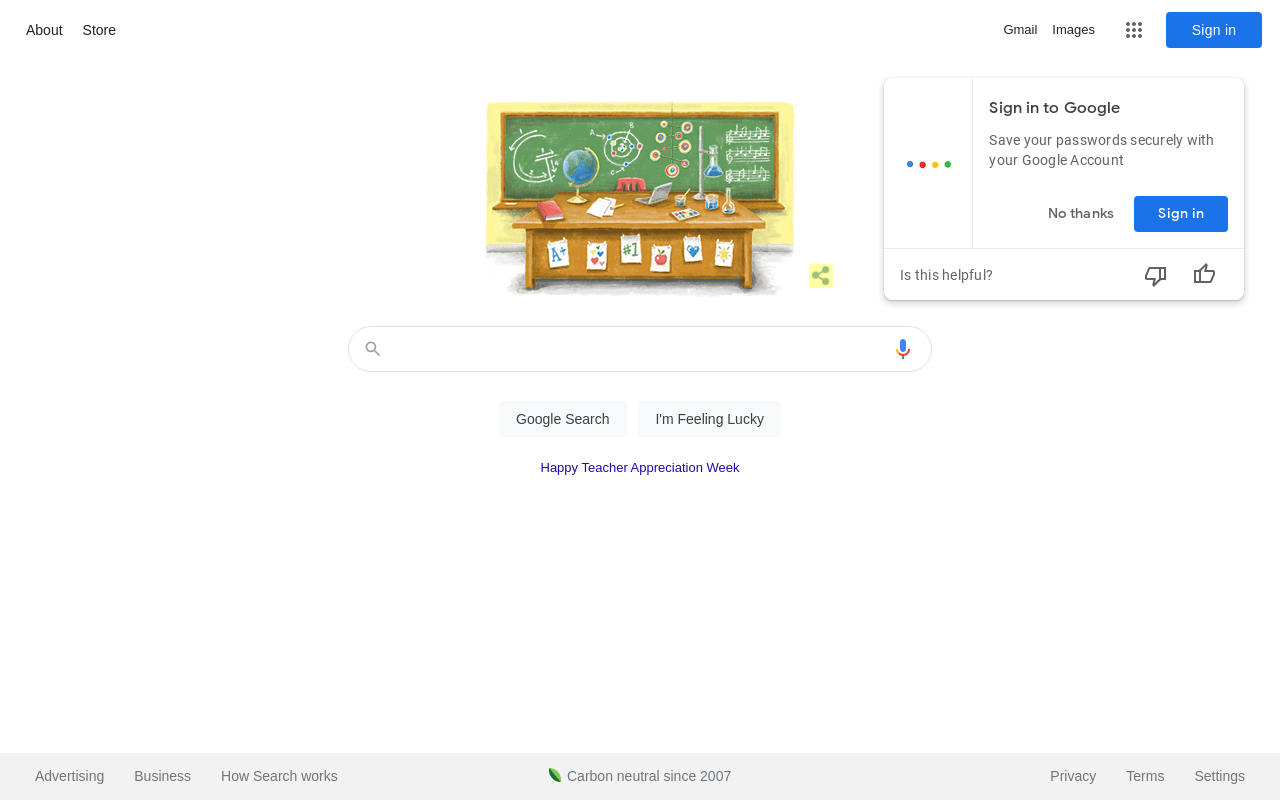 About Store
Gmail Images
Sign in
A
B
C
A+
#1
Sign in to Google
Save your passwords securely with
your Google Account
No thanks
Sign in
Is this helpful?
Google Search
I'm Feeling Lucky
Happy Teacher Appreciation Week
Advertising Business How Search works
Carbon neutral since 2007
Privacy Terms Settings